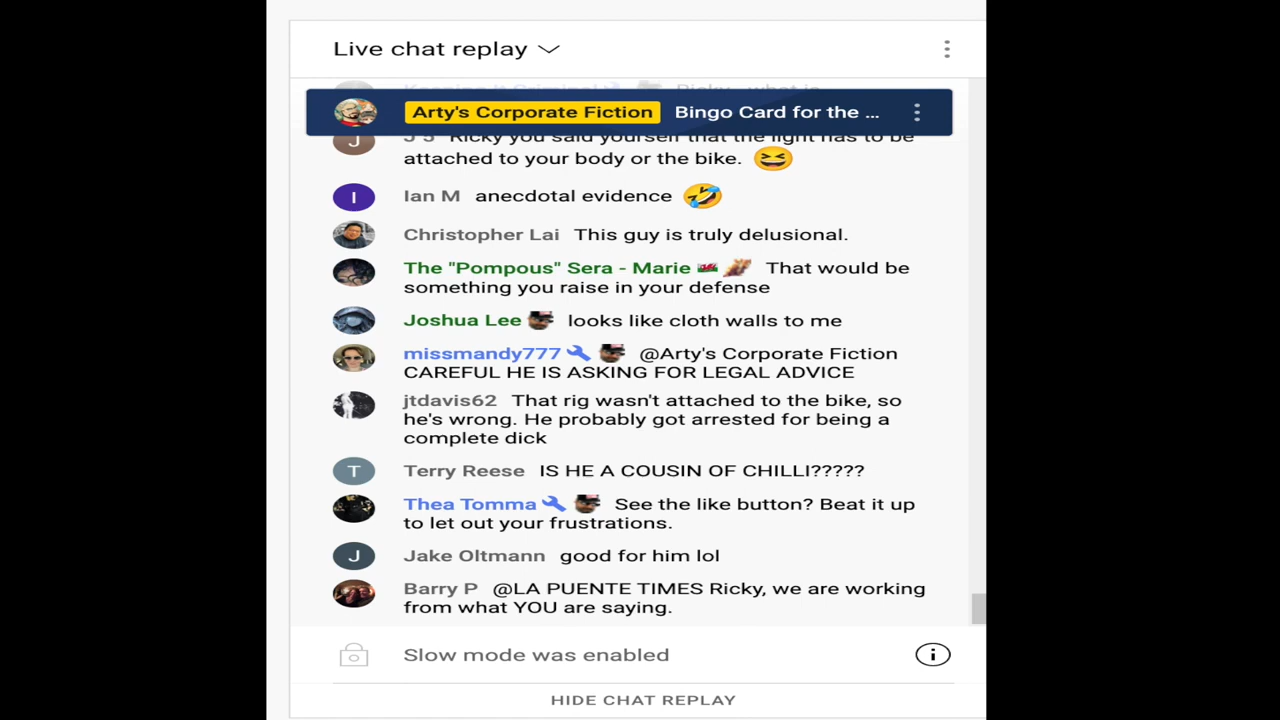 Live chat replay
Arty's Corporate Fiction Bingo Card for the ...
J J Ricky you said yourself that the light has to be
attached to your body or the bike.
Ian M anecdotal evidence
Christopher Lai This guy is truly delusional.
The "Pompous" Sera - Marie That would be
something you raise in your defense
Joshua Lee looks like cloth walls to me
missmandy777 @Arty's Corporate Fiction
CAREFUL HE IS ASKING FOR LEGAL ADVICE
jtdavis62 That rig wasn't attached to the bike, so
he's wrong. He probably got arrested for being a
complete dick
Terry Reese IS HE A COUSIN OF CHILLI?????
Thea Tomma See the like button? Beat it up
to let out your frustrations.
Jake Oltmann good for him lol
Barry P @LA PUENTE TIMES Ricky, we are working
from what YOU are saying.
Slow mode was enabled
HIDE CHAT REPLAY